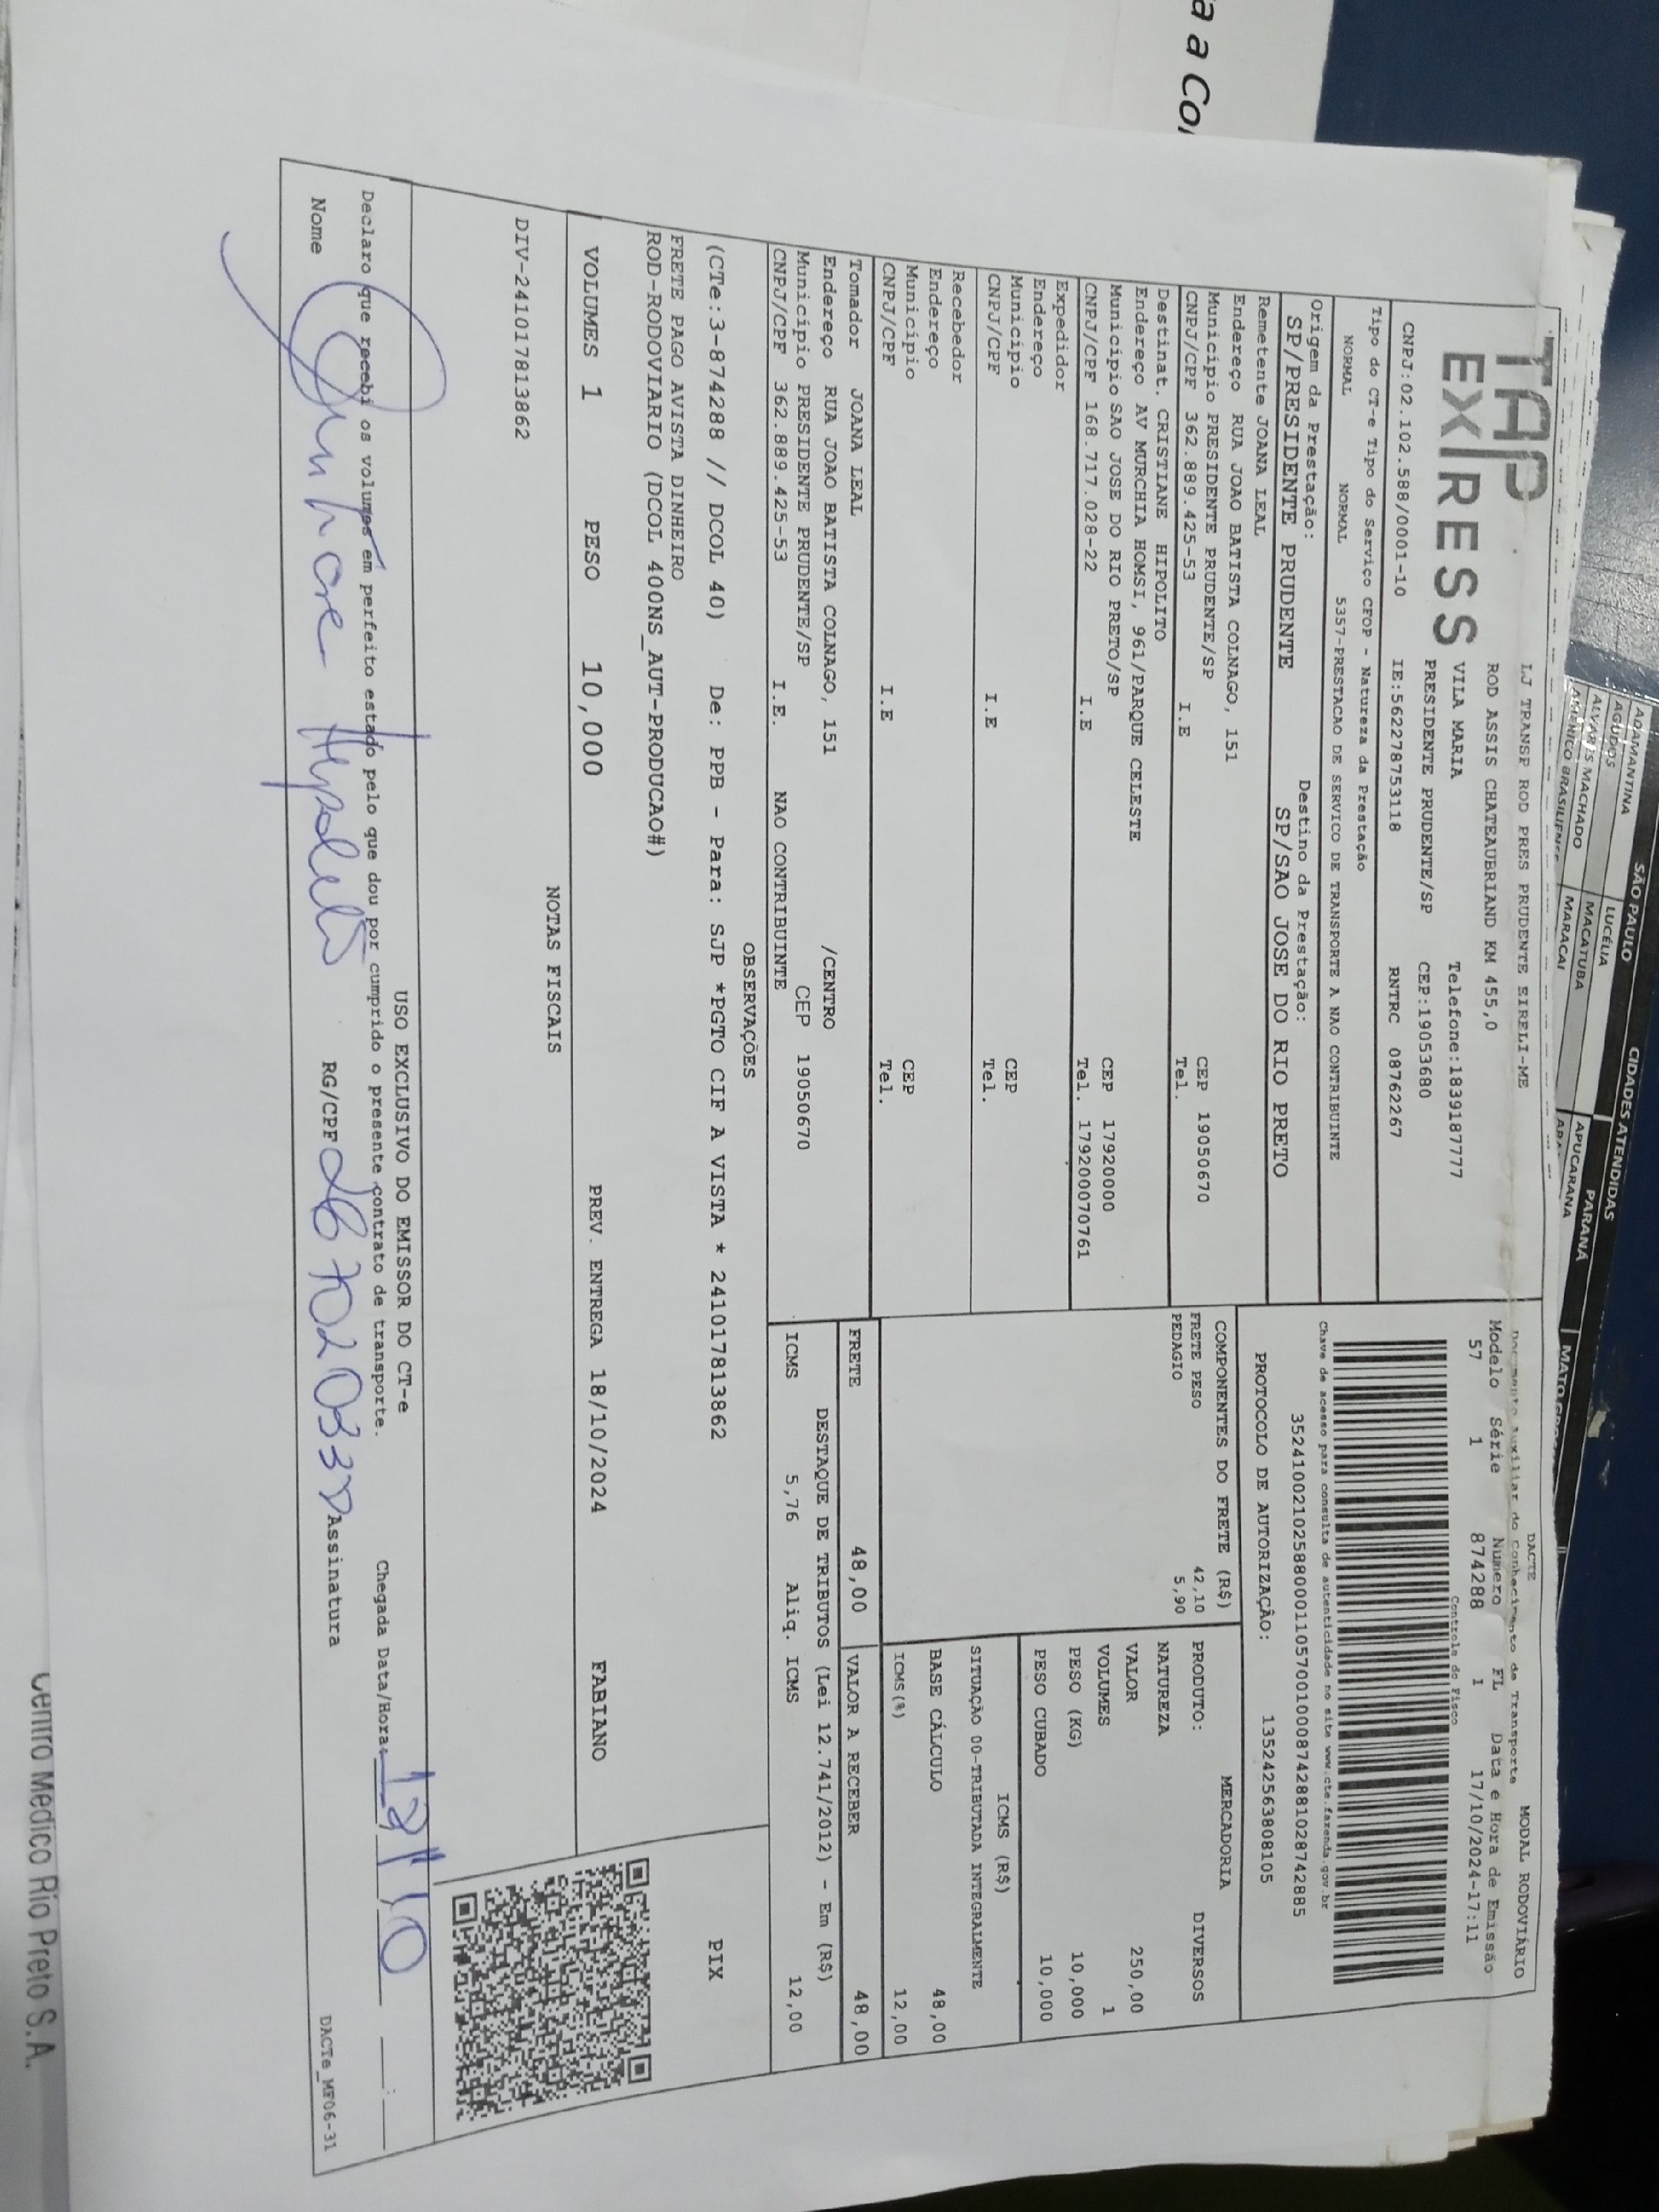 a a Co
SÃO PAULO CIDADES ATENDIDAS
ADAMANTINA LUCÉLIA PARANÁ
AGUDOS MACATUBA APUCARANA
ALVARES MACHADO MARACAI
AMÉRICO BRASILIENSE
TAP EXPRESS
LJ TRANSP ROD PRES PRUDENTE EIRELI-ME
ROD ASSIS CHATEAUBRIAND KM 455,0
VILA MARIA Telefone:1839187777
PRESIDENTE PRUDENTE/SP CEP:19053680
CNPJ:02.102.588/0001-10 IE:562278753118 RNTRC 08762267
Tipo do CT-e Tipo do Serviço CFOP - Natureza da Prestação
NORMAL NORMAL 5357-PRESTACAO DE SERVICO DE TRANSPORTE A NAO CONTRIBUINTE
Origem da Prestação: Destino da Prestação:
SP/PRESIDENTE PRUDENTE SP/SAO JOSE DO RIO PRETO
Remetente JOANA LEAL
Endereço RUA JOAO BATISTA COLNAGO, 151
Município PRESIDENTE PRUDENTE/SP CEP 19050670
CNPJ/CPF 362.889.425-53 I.E Tel.
Destinat. CRISTIANE HIPOLITO
Endereço AV MURCHIA HOMSI, 961/PARQUE CELESTE
Município SAO JOSE DO RIO PRETO/SP CEP 17920000
CNPJ/CPF 168.717.028-22 I.E Tel. 179200070761
Expedidor
Endereço
Município CEP
CNPJ/CPF I.E Tel.
Recebedor
Endereço
Município CEP
CNPJ/CPF I.E Tel.
Tomador JOANA LEAL
Endereço RUA JOAO BATISTA COLNAGO, 151 /CENTRO
Município PRESIDENTE PRUDENTE/SP CEP 19050670
CNPJ/CPF 362.889.425-53 I.E. NAO CONTRIBUINTE
DACTE MODAL RODOVIÁRIO
Documento Auxiliar do Conhecimento de Transporte
Modelo Série Numero FL Data e Hora de Emissão
57 1 874288 1 17/10/2024-17:11
Controle do Fisco
Chave de acesso para consulta de autenticidade no site www.cte.fazenda.gov.br
35241002102588000110570010008742881028742885
PROTOCOLO DE AUTORIZAÇÃO: 135242563808105
COMPONENTES DO FRETE (R$)
FRETE PESO 42,10
PEDAGIO 5,90
MERCADORIA
PRODUTO: DIVERSOS
NATUREZA
VALOR 250,00
VOLUMES 1
PESO (KG) 10,000
PESO CUBADO 10,000
ICMS (R$)
SITUAÇÃO 00-TRIBUTADA INTEGRALMENTE
BASE CÁLCULO 48,00
ICMS(%) 12,00
FRETE 48,00 VALOR A RECEBER 48,00
DESTAQUE DE TRIBUTOS (Lei 12.741/2012) - Em (R$)
ICMS 5,76 Aliq. ICMS 12,00
OBSERVAÇÕES
(CTe:3-874288 // DCOL 40) De: PPB - Para: SJP *PGTO CIF A VISTA * 241017813862
FRETE PAGO AVISTA DINHEIRO
ROD-RODOVIARIO (DCOL 400NS_AUT-PRODUCAO#)
PIX
VOLUMES 1 PESO 10,000 PREV. ENTREGA 18/10/2024 FABIANO
NOTAS FISCAIS
DIV-241017813862
USO EXCLUSIVO DO EMISSOR DO CT-e
Declaro que recebi os volumes em perfeito estado pelo que dou por cumprido o presente contrato de transporte. Chegada Data/Hora: 18/10
Nome Hypolito RG/CPF Assinatura
DACTe_MF06-31
Centro Médico Rio Preto S.A.